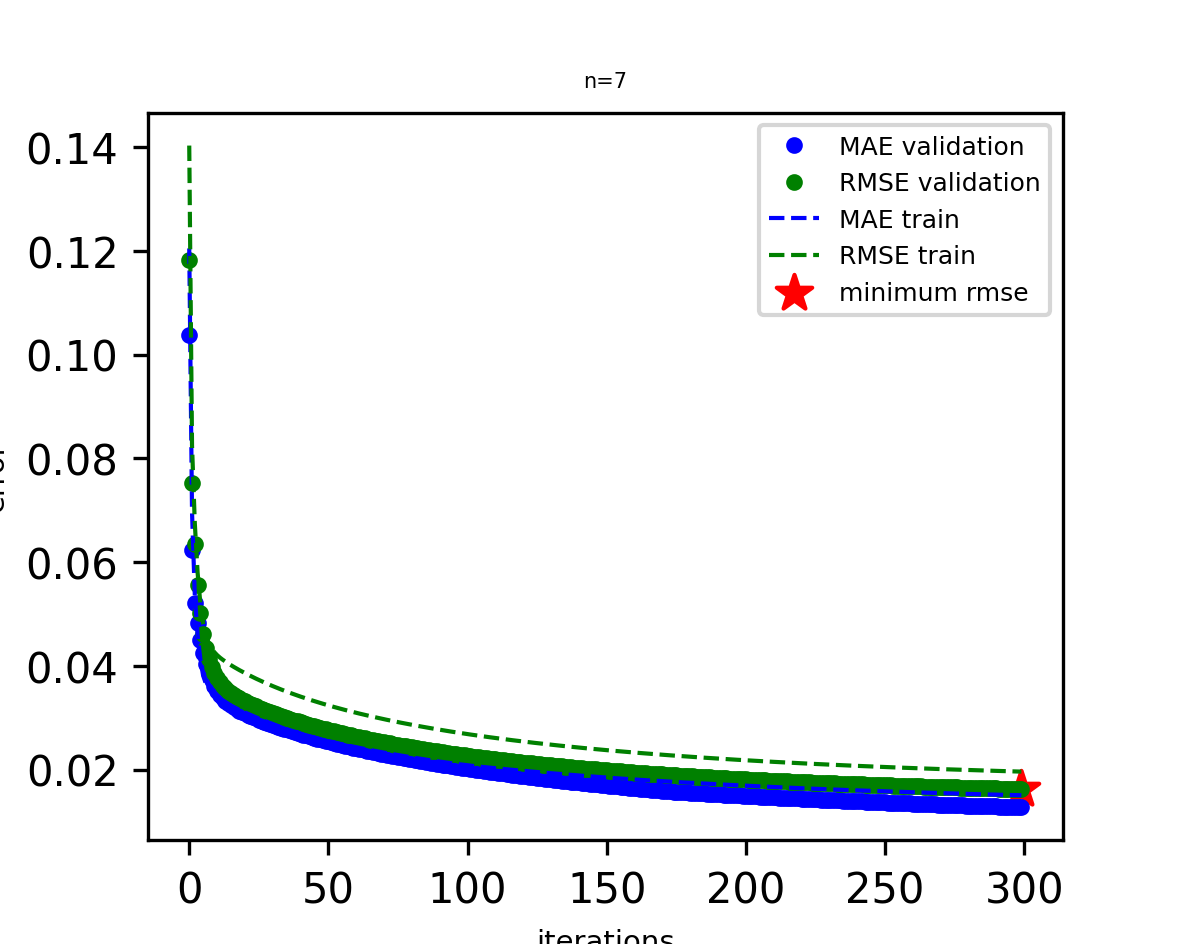 n=7
0.14
0.12
0.10
0.08
0.06
0.04
0.02
MAE validation
RMSE validation
MAE train
RMSE train
minimum rmse
0 50 100 150 200 250 300
iterations